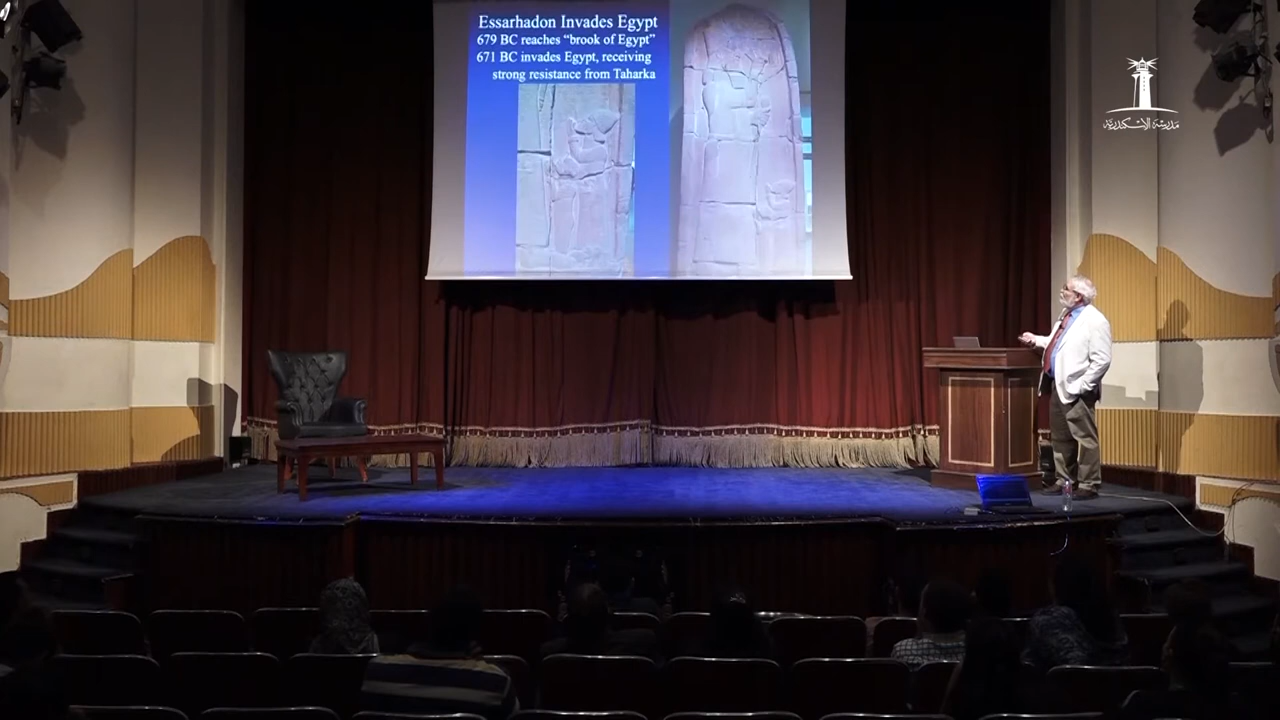 Essarhadon Invades Egypt
679 BC reaches “brook of Egypt”
671 BC invades Egypt, receiving
strong resistance from Taharka
مدرسة الإسكندرية